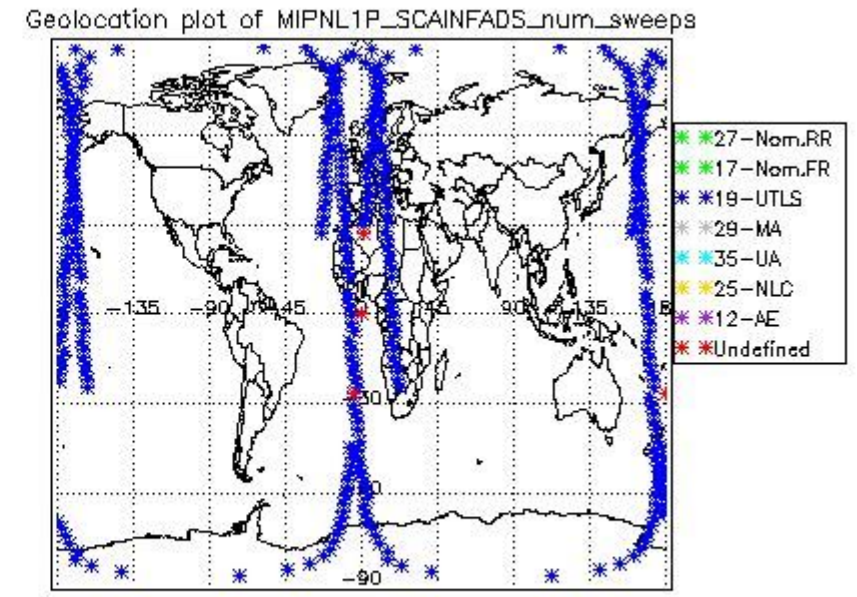 Geolocation plot of MIPNL1P_SCAINFADS_num_sweeps
27-Nom.RR
17-Nom.FR
19-UTLS
29-MA
35-UA
25-NLC
12-AE
Undefined
-135
-90
45
45
90
135
-90